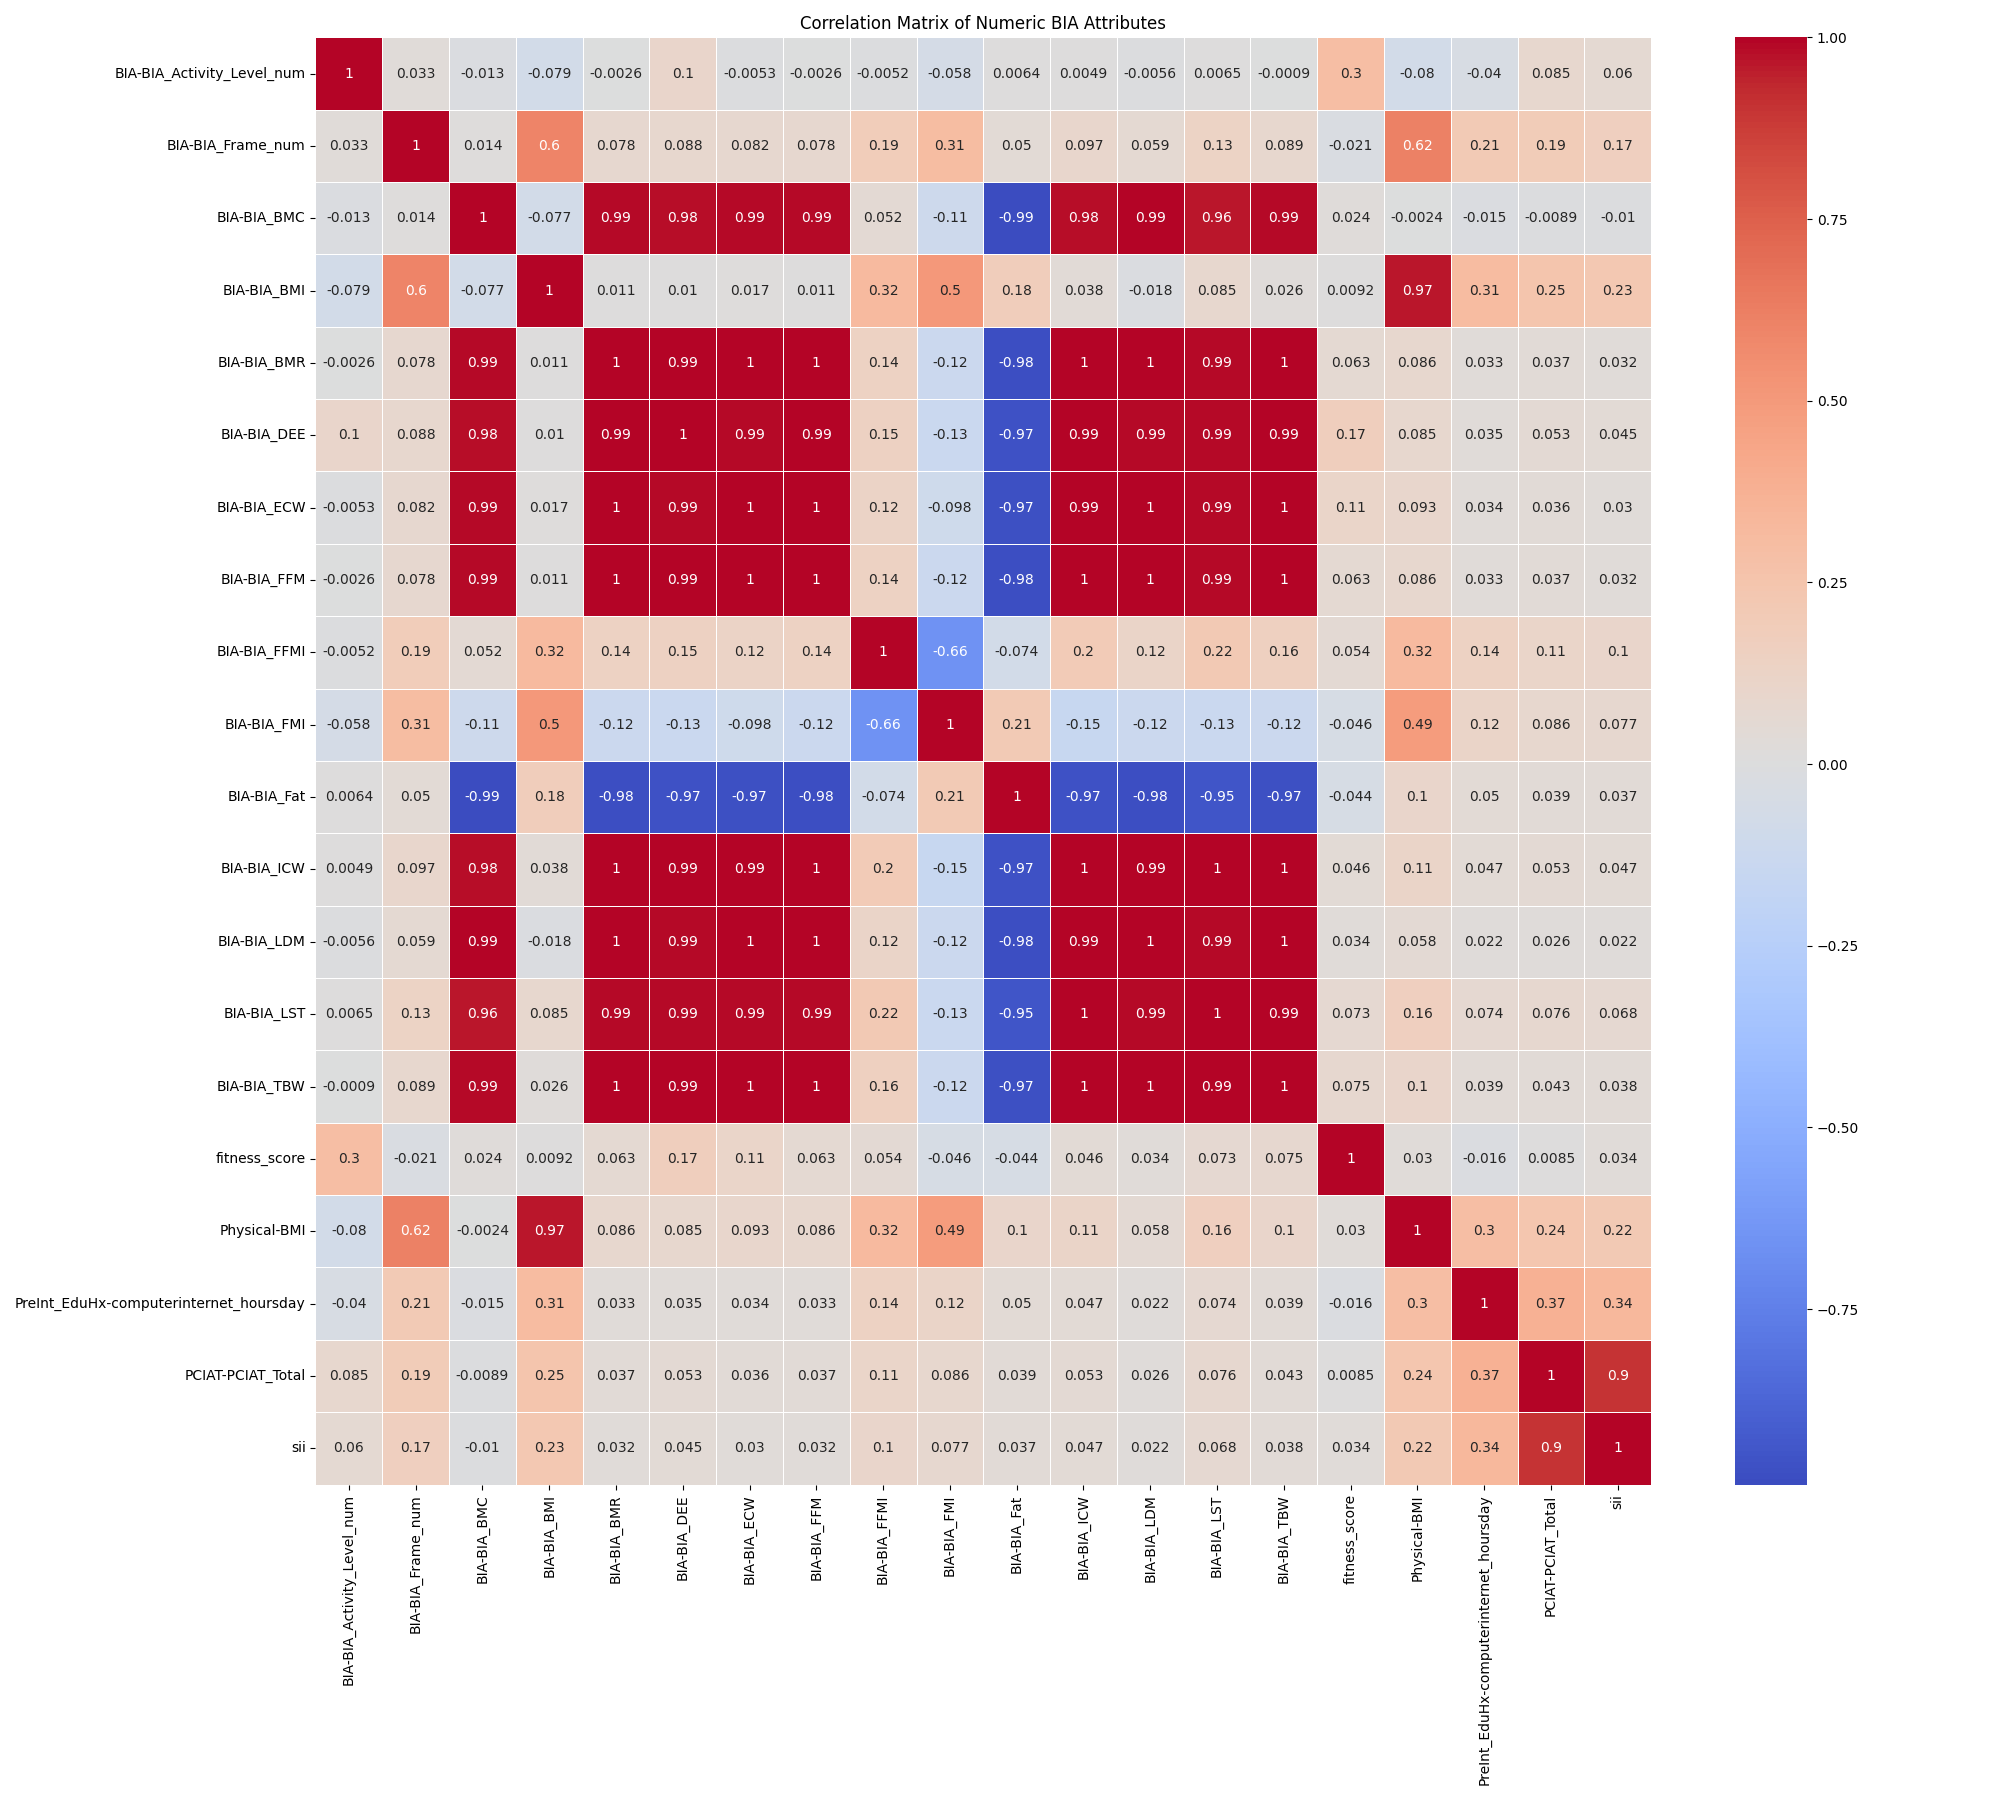 Correlation Matrix of Numeric BIA Attributes
BIA-BIA_Activity_Level_num 1 0.033 -0.013 -0.079 -0.0026 0.1 -0.0053 -0.0026 -0.0052 -0.058 0.0064 0.0049 -0.0056 0.0065 -0.0009 0.3 -0.08 -0.04 0.085 0.06
BIA-BIA_Frame_num 0.033 1 0.014 0.6 0.078 0.088 0.082 0.078 0.19 0.31 0.05 0.097 0.059 0.13 0.089 -0.021 0.62 0.21 0.19 0.17
BIA-BIA_BMC -0.013 0.014 1 -0.077 0.99 0.98 0.99 0.99 0.052 -0.11 -0.99 0.98 0.99 0.96 0.99 0.024 -0.0024 -0.015 -0.0089 -0.01
BIA-BIA_BMI -0.079 0.6 -0.077 1 0.011 0.01 0.017 0.011 0.32 0.5 0.18 0.038 -0.018 0.085 0.026 0.0092 0.97 0.31 0.25 0.23
BIA-BIA_BMR -0.0026 0.078 0.99 0.011 1 0.99 1 1 0.14 -0.12 -0.98 1 1 0.99 1 0.063 0.086 0.033 0.037 0.032
BIA-BIA_DEE 0.1 0.088 0.98 0.01 0.99 1 0.99 0.99 0.15 -0.13 -0.97 0.99 0.99 0.99 0.99 0.17 0.085 0.035 0.053 0.045
BIA-BIA_ECW -0.0053 0.082 0.99 0.017 1 0.99 1 1 0.12 -0.098 -0.97 0.99 1 0.99 1 0.11 0.093 0.034 0.036 0.03
BIA-BIA_FFM -0.0026 0.078 0.99 0.011 1 0.99 1 1 0.14 -0.12 -0.98 1 1 0.99 1 0.063 0.086 0.033 0.037 0.032
BIA-BIA_FFMI -0.0052 0.19 0.052 0.32 0.14 0.15 0.12 0.14 1 -0.66 -0.074 0.2 0.12 0.22 0.16 0.054 0.32 0.14 0.11 0.1
BIA-BIA_FMI -0.058 0.31 -0.11 0.5 -0.12 -0.13 -0.098 -0.12 -0.66 1 0.21 -0.15 -0.12 -0.13 -0.12 -0.046 0.49 0.12 0.086 0.077
BIA-BIA_Fat 0.0064 0.05 -0.99 0.18 -0.98 -0.97 -0.97 -0.98 -0.074 0.21 1 -0.97 -0.98 -0.95 -0.97 -0.044 0.1 0.05 0.039 0.037
BIA-BIA_ICW 0.0049 0.097 0.98 0.038 1 0.99 0.99 1 0.2 -0.15 -0.97 1 0.99 1 1 0.046 0.11 0.047 0.053 0.047
BIA-BIA_LDM -0.0056 0.059 0.99 -0.018 1 0.99 1 1 0.12 -0.12 -0.98 0.99 1 0.99 1 0.034 0.058 0.022 0.026 0.022
BIA-BIA_LST 0.0065 0.13 0.96 0.085 0.99 0.99 0.99 0.99 0.22 -0.13 -0.95 1 0.99 1 0.99 0.073 0.16 0.074 0.076 0.068
BIA-BIA_TBW -0.0009 0.089 0.99 0.026 1 0.99 1 1 0.16 -0.12 -0.97 1 1 0.99 1 0.075 0.1 0.039 0.043 0.038
fitness_score 0.3 -0.021 0.024 0.0092 0.063 0.17 0.11 0.063 0.054 -0.046 -0.044 0.046 0.034 0.073 0.075 1 0.03 -0.016 0.0085 0.034
Physical-BMI -0.08 0.62 -0.0024 0.97 0.086 0.085 0.093 0.086 0.32 0.49 0.1 0.11 0.058 0.16 0.1 0.03 1 0.3 0.24 0.22
PreInt_EduHx-computerinternet_hoursday -0.04 0.21 -0.015 0.31 0.033 0.035 0.034 0.033 0.14 0.12 0.05 0.047 0.022 0.074 0.039 -0.016 0.3 1 0.37 0.34
PCIAT-PCIAT_Total 0.085 0.19 -0.0089 0.25 0.037 0.053 0.036 0.037 0.11 0.086 0.039 0.053 0.026 0.076 0.043 0.0085 0.24 0.37 1 0.9
sii 0.06 0.17 -0.01 0.23 0.032 0.045 0.03 0.032 0.1 0.077 0.037 0.047 0.022 0.068 0.038 0.034 0.22 0.34 0.9 1
BIA-BIA_Activity_Level_num
BIA-BIA_Frame_num
BIA-BIA_BMC
BIA-BIA_BMI
BIA-BIA_BMR
BIA-BIA_DEE
BIA-BIA_ECW
BIA-BIA_FFM
BIA-BIA_FFMI
BIA-BIA_FMI
BIA-BIA_Fat
BIA-BIA_ICW
BIA-BIA_LDM
BIA-BIA_LST
BIA-BIA_TBW
fitness_score
Physical-BMI
PreInt_EduHx-computerinternet_hoursday
PCIAT-PCIAT_Total
sii
1.00
0.75
0.50
0.25
0.00
−0.25
−0.50
−0.75